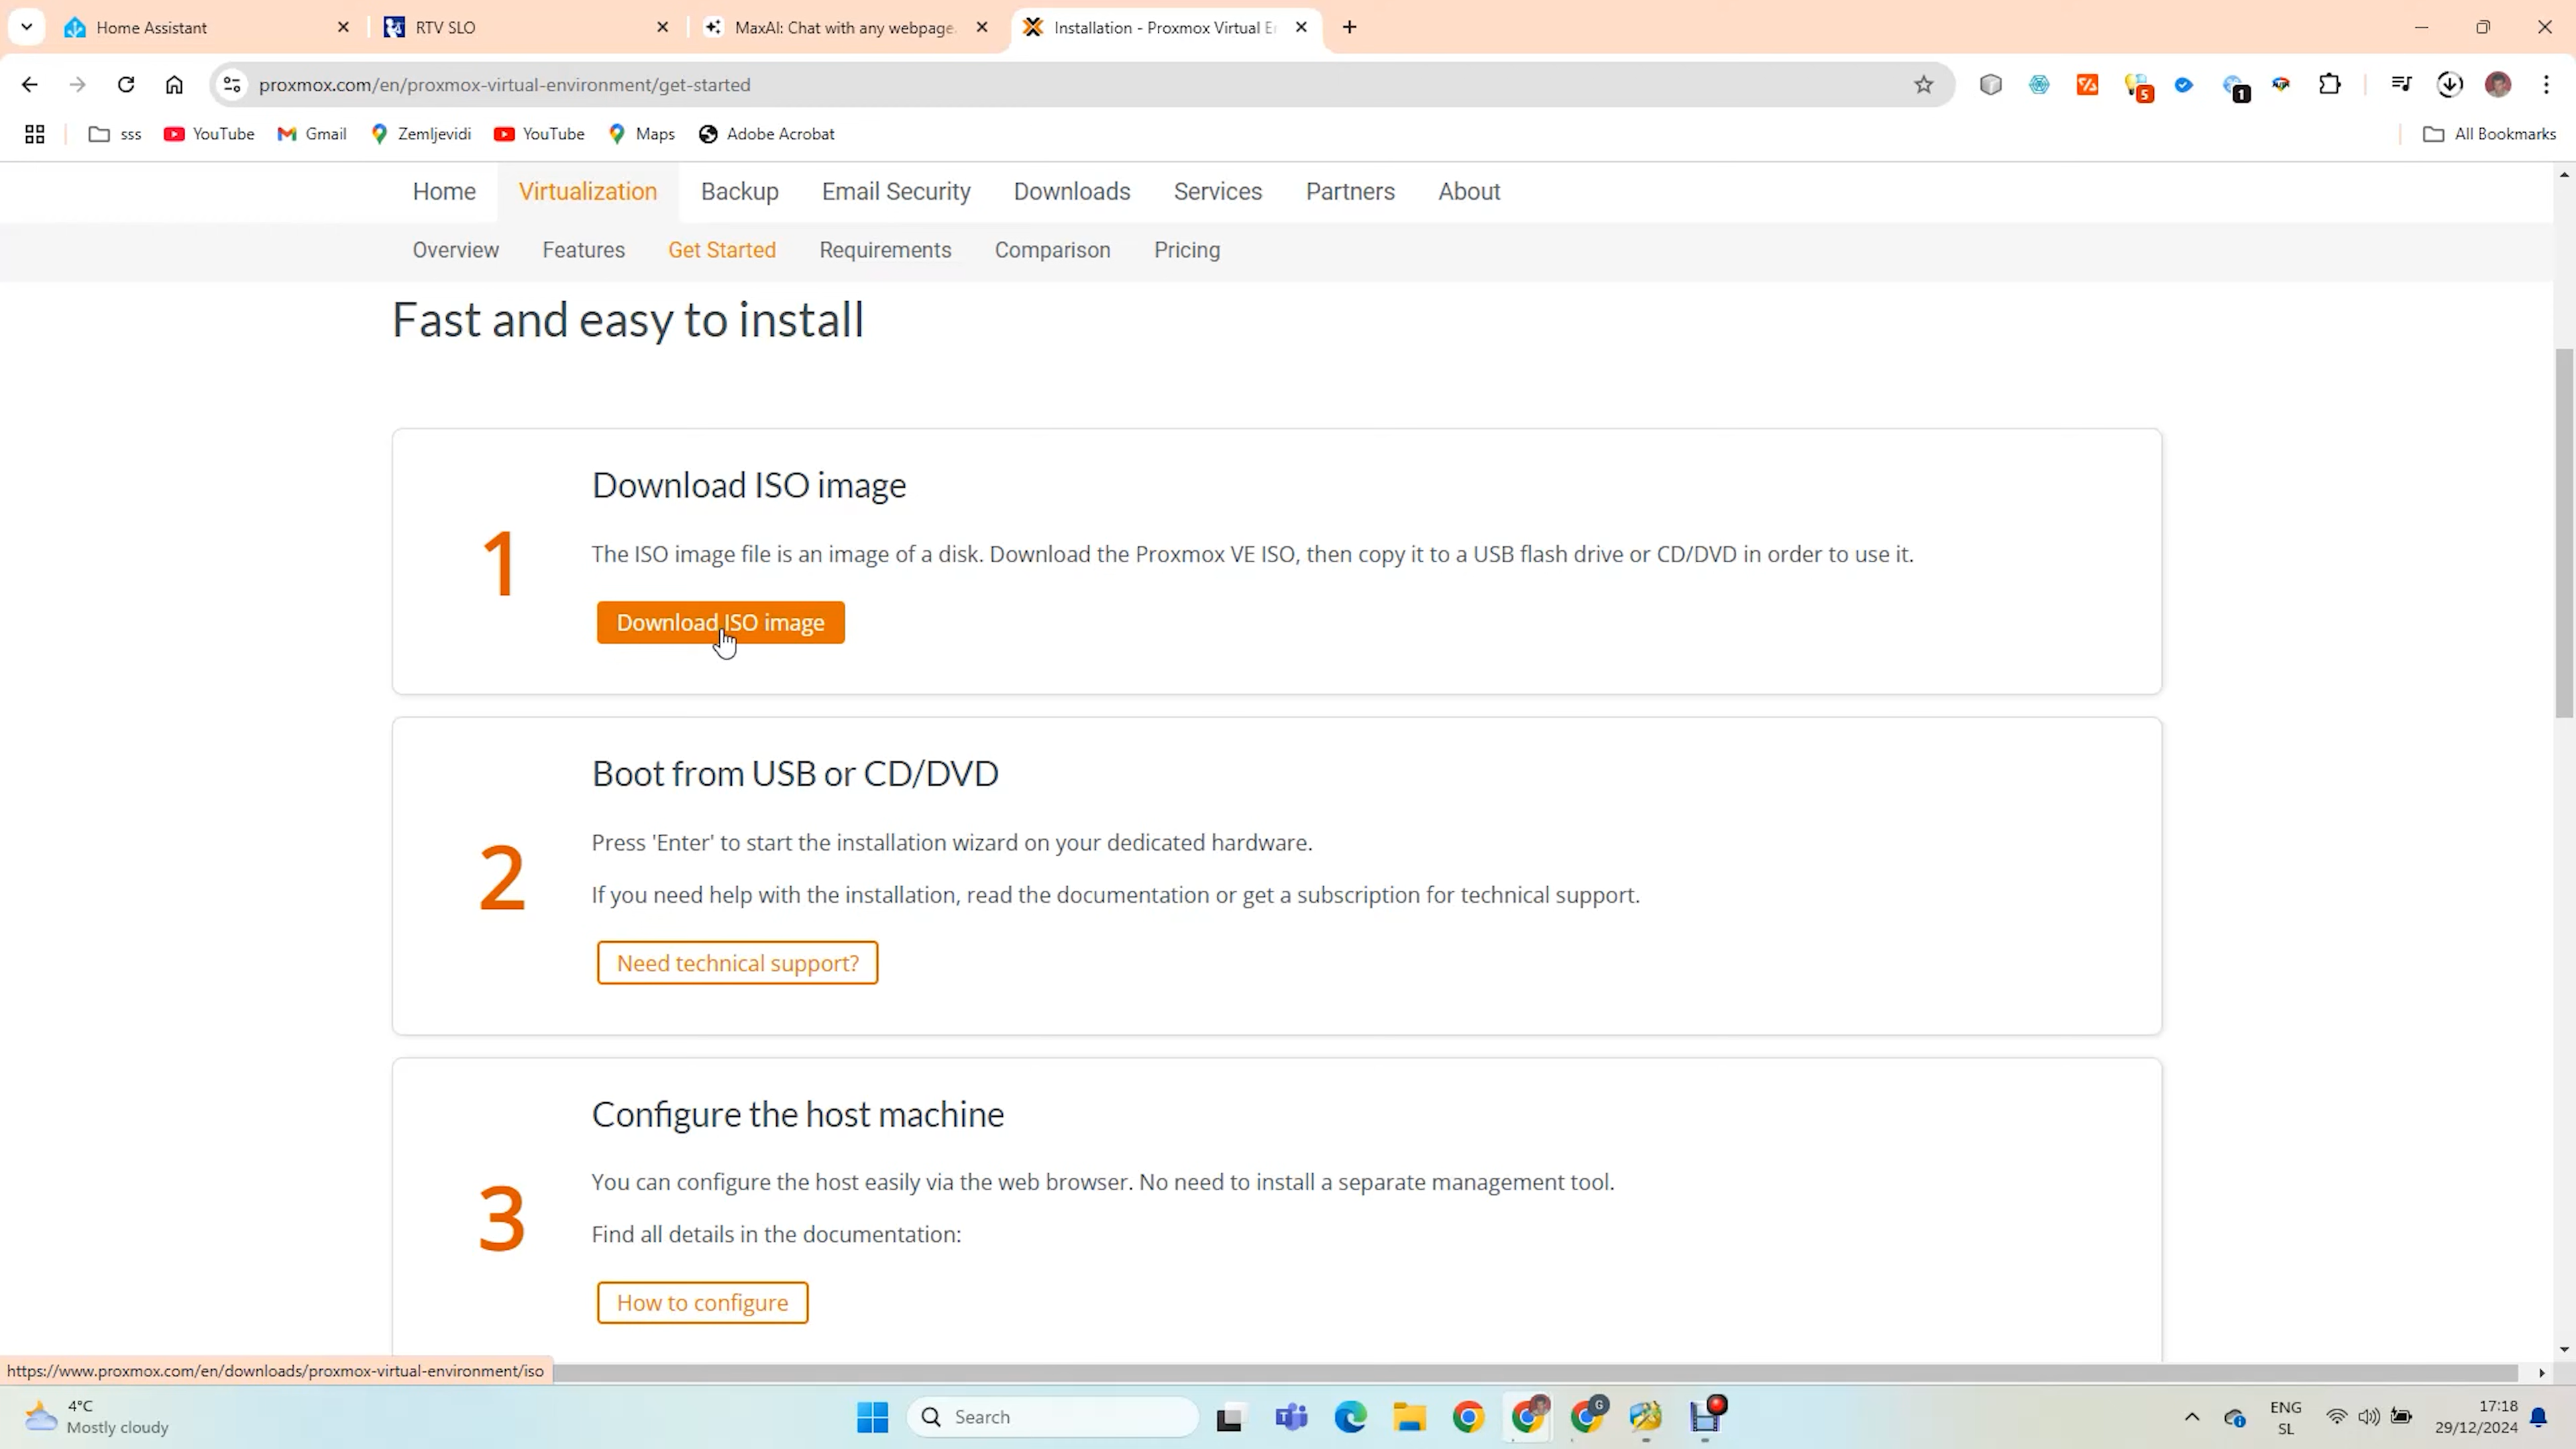 Home Assistant
RTV SLO
MaxAI: Chat with any webpage
Installation - Proxmox Virtual E
proxmox.com/en/proxmox-virtual-environment/get-started
5
1
sss
YouTube
Gmail
Zemljevidi
YouTube
Maps
Adobe Acrobat
All Bookmarks
Home Virtualization Backup Email Security Downloads Services Partners About
Overview Features Get Started Requirements Comparison Pricing
Fast and easy to install
1
Download ISO image
The ISO image file is an image of a disk. Download the Proxmox VE ISO, then copy it to a USB flash drive or CD/DVD in order to use it.
Download ISO image
2
Boot from USB or CD/DVD
Press 'Enter' to start the installation wizard on your dedicated hardware.
If you need help with the installation, read the documentation or get a subscription for technical support.
Need technical support?
3
Configure the host machine
You can configure the host easily via the web browser. No need to install a separate management tool.
Find all details in the documentation:
How to configure
https://www.proxmox.com/en/downloads/proxmox-virtual-environment/iso
4°C
Mostly cloudy
Search
G
ENG
SL
17:18
29/12/2024